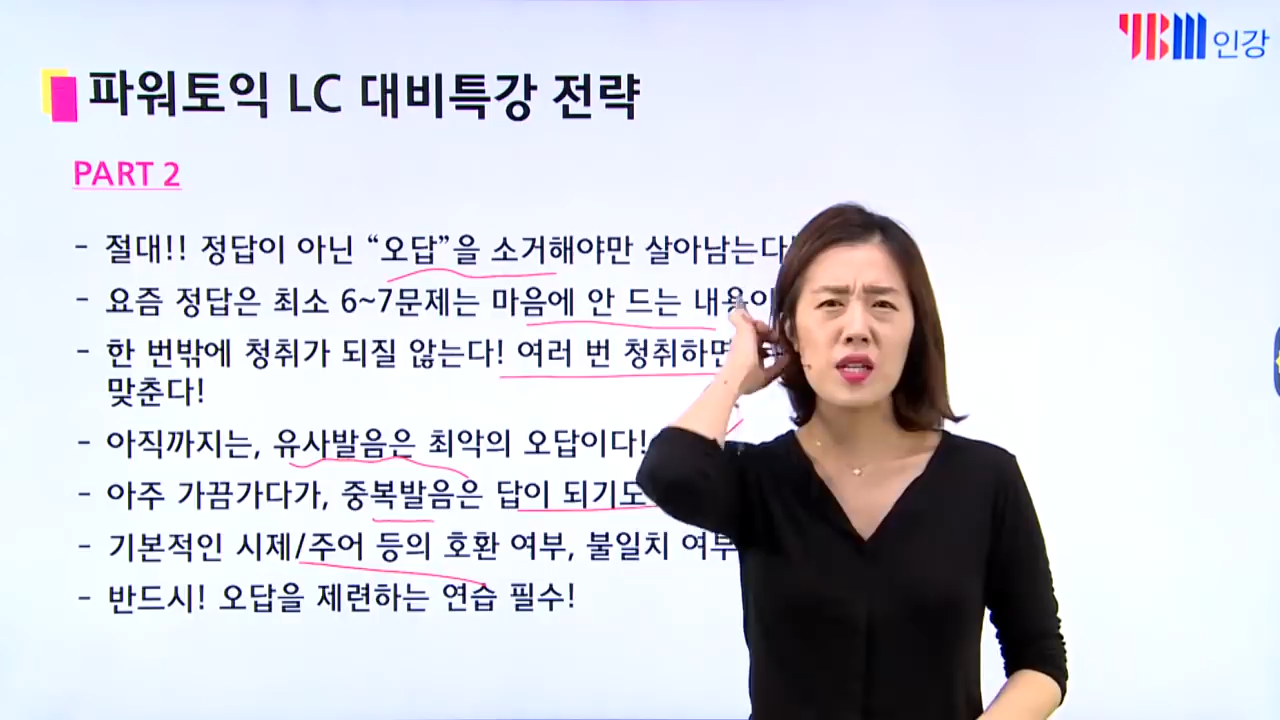 YBM 인강
파워토익 LC 대비특강 전략
PART 2
- 절대!! 정답이 아닌 “오답”을 소거해야만 살아남는다
- 요즘 정답은 최소 6~7문제는 마음에 안 드는 내용이
- 한 번밖에 청취가 되질 않는다! 여러 번 청취하면
맞춘다!
- 아직까지는, 유사발음은 최악의 오답이다!
- 아주 가끔가다가, 중복발음은 답이 되기도
- 기본적인 시제/주어 등의 호환 여부, 불일치 여부
- 반드시! 오답을 제련하는 연습 필수!